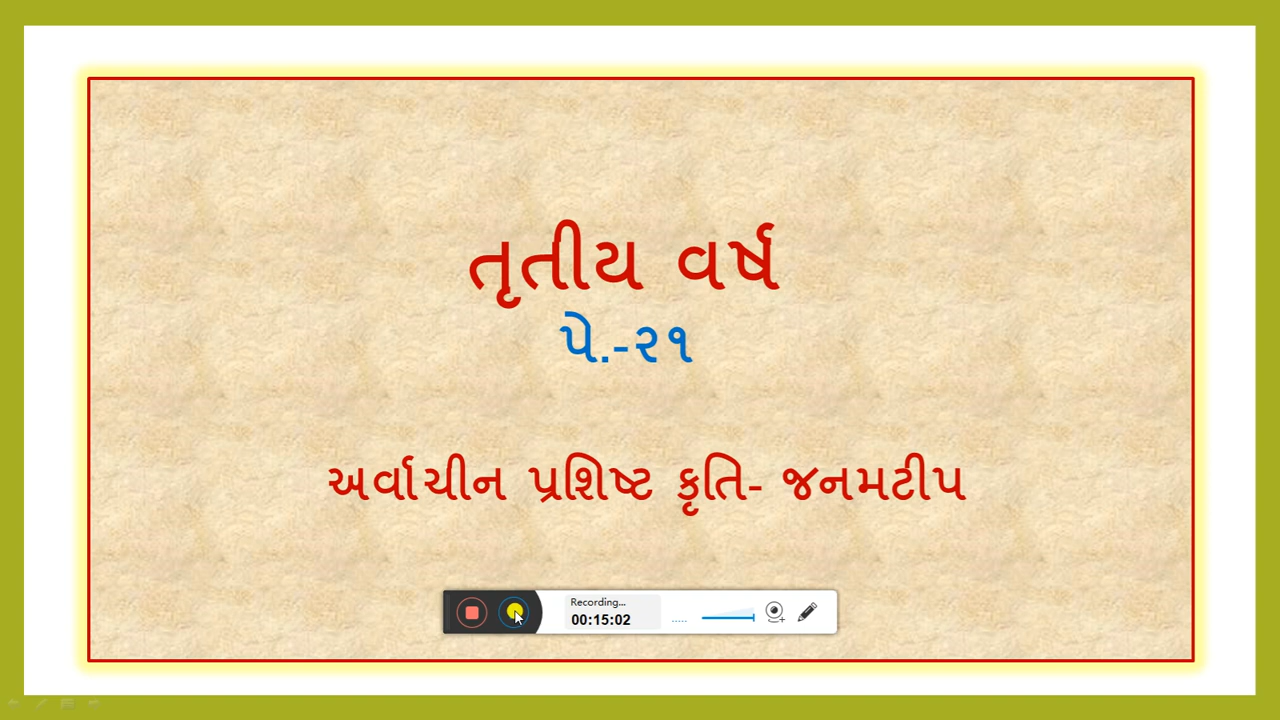 તૃતીય વર્ષ
પે.-૨૧
અર્વાચીન પ્રશિષ્ટ કૃતિ- જનમટીપ
Recording...
00:15:02